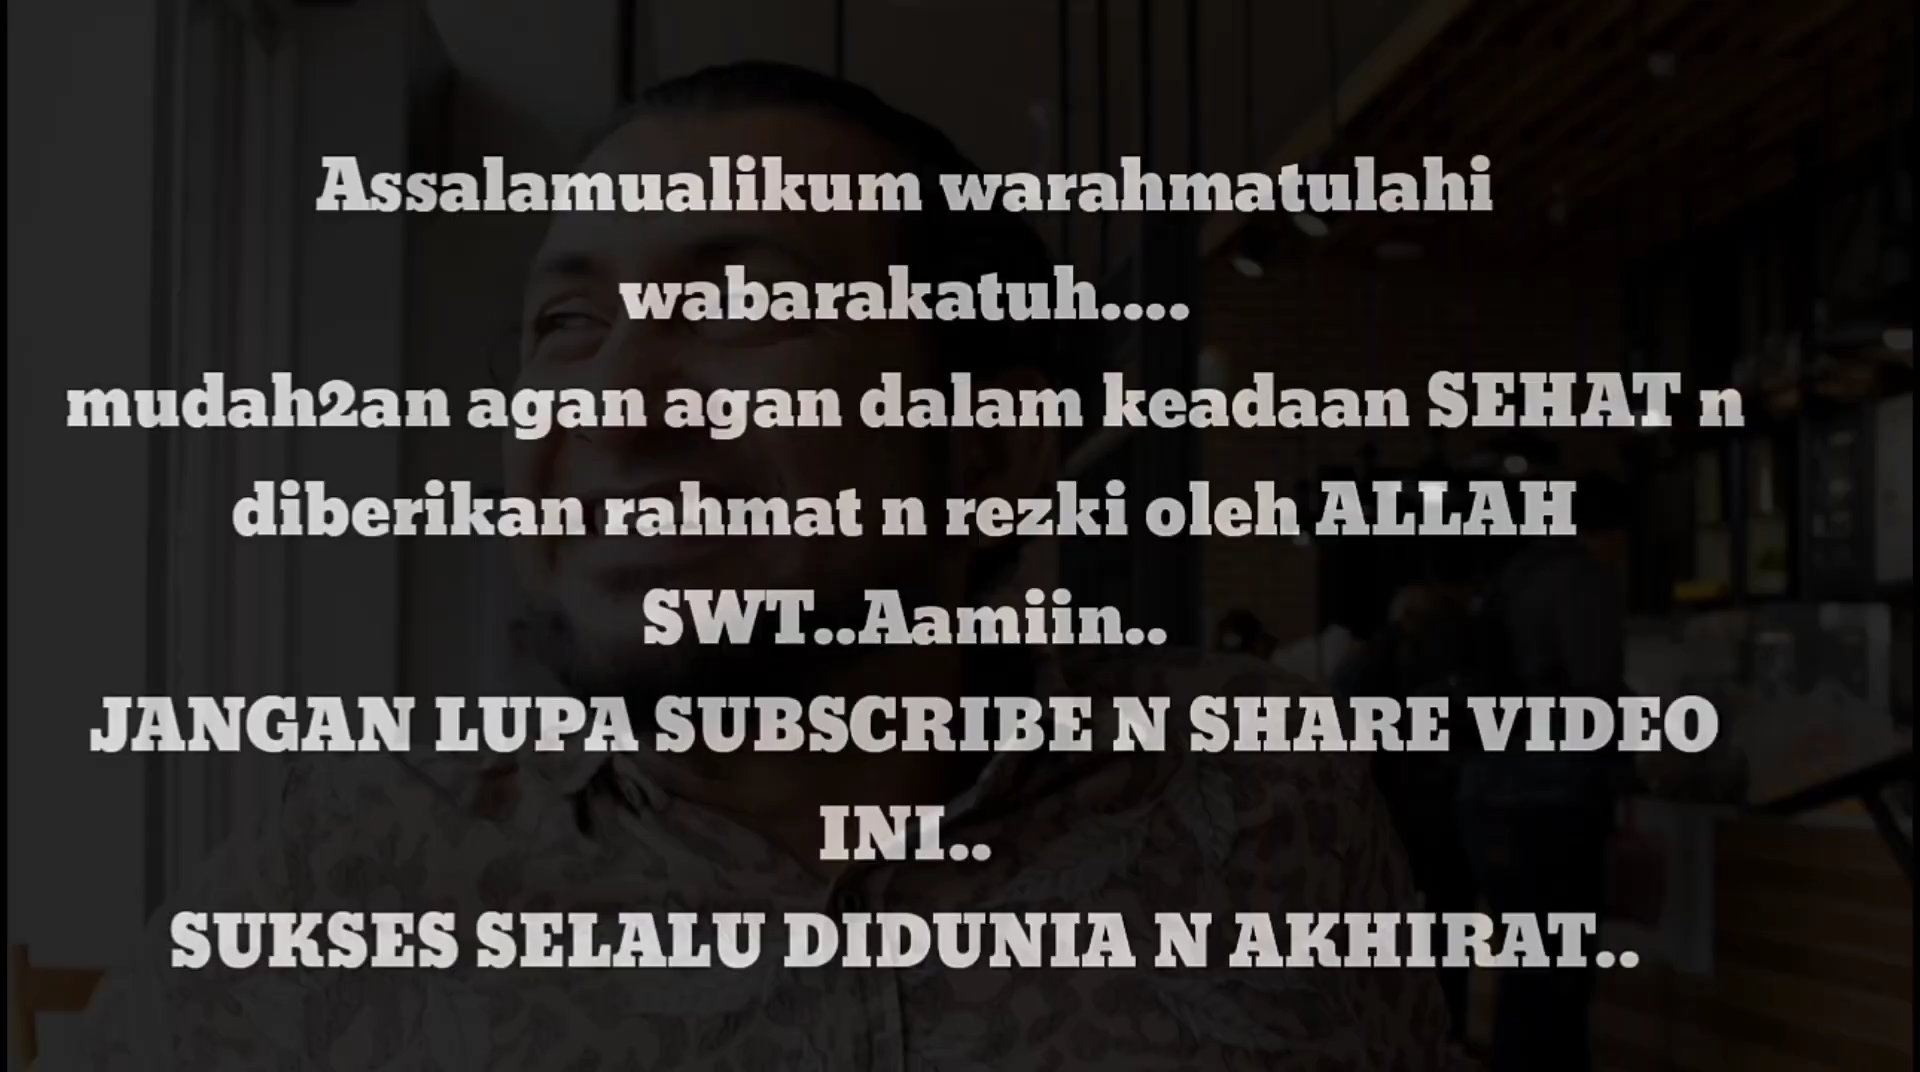 Assalamualikum warahmatulahi
wabarakatuh....
mudah2an agan agan dalam keadaan SEHAT n
diberikan rahmat n rezki oleh ALLAH
SWT..Aamiin..
JANGAN LUPA SUBSCRIBE N SHARE VIDEO
INI..
SUKSES SELALU DIDUNIA N AKHIRAT..